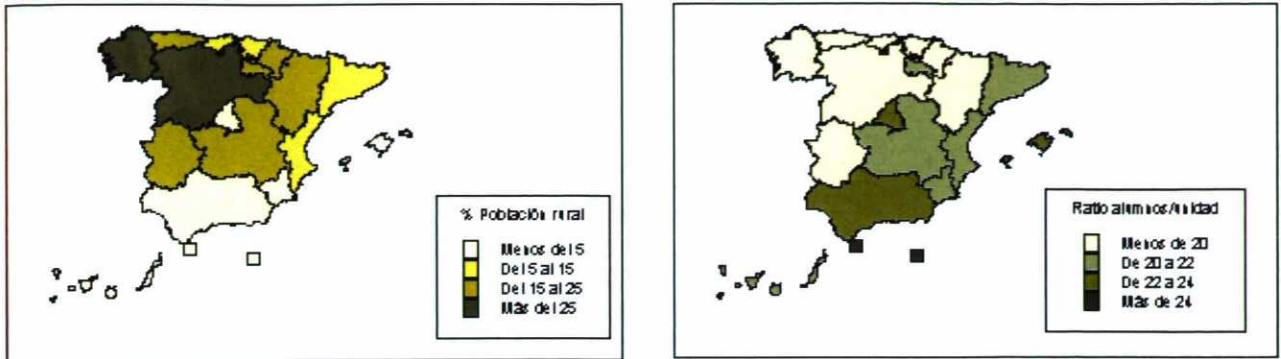 % Población rural
Menos del 5
Del 5 al 15
Del 15 al 25
Más del 25
Ratio alumnos/unidad
Menos de 20
De 20 a 22
De 22 a 24
Más de 24